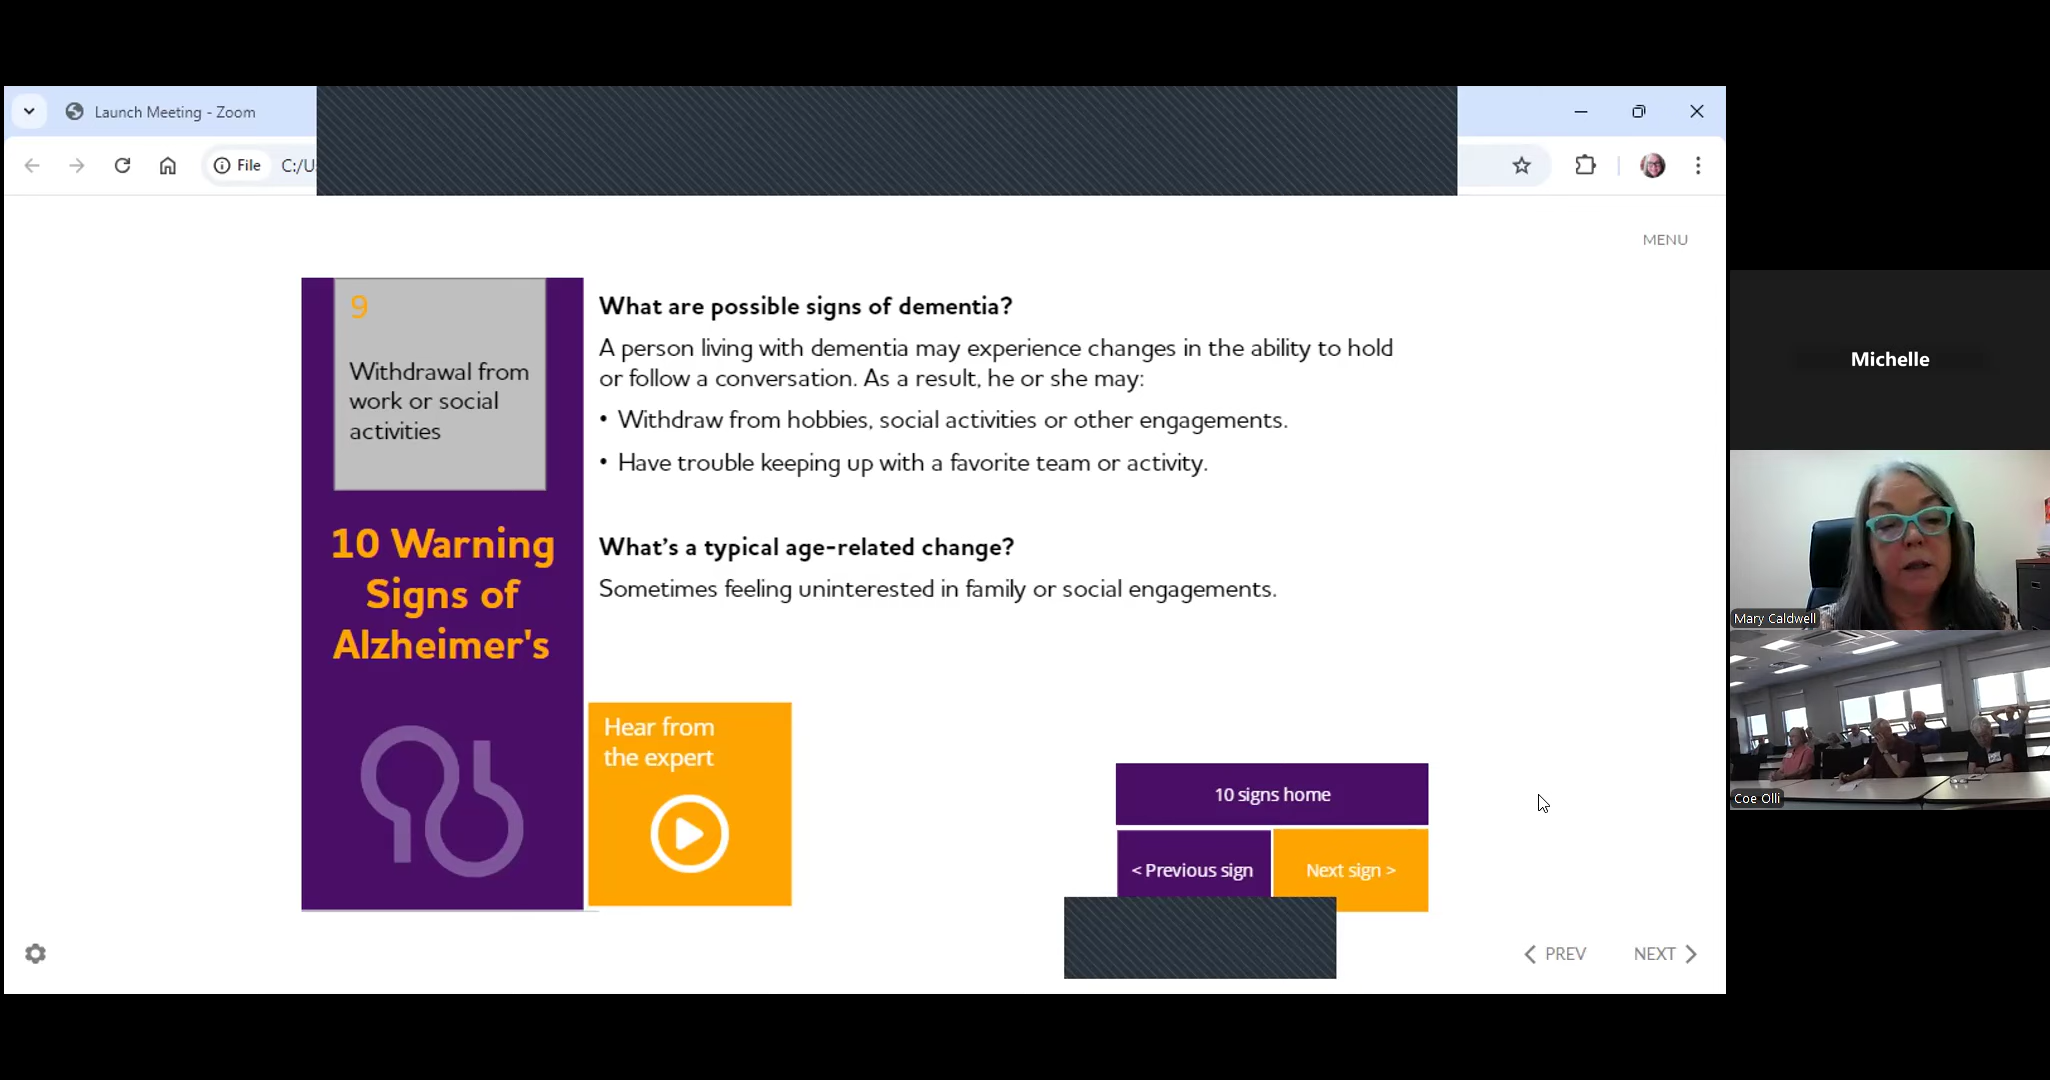 Launch Meeting - Zoom
File
C:/U
MENU
9
Withdrawal from
work or social
activities
10 Warning
Signs of
Alzheimer's
What are possible signs of dementia?
A person living with dementia may experience changes in the ability to hold
or follow a conversation. As a result, he or she may:
• Withdraw from hobbies, social activities or other engagements.
• Have trouble keeping up with a favorite team or activity.
What’s a typical age-related change?
Sometimes feeling uninterested in family or social engagements.
Hear from
the expert
10 signs home
< Previous sign
Next sign >
PREV
NEXT
Michelle
Mary Caldwell
Coe Olli